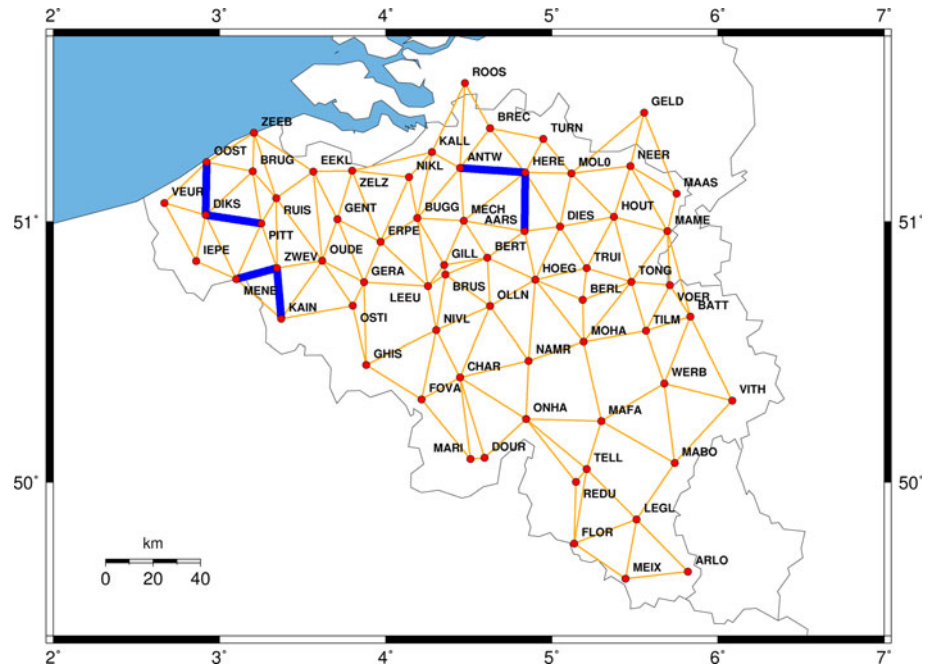 2° 3° 4° 5° 6° 7°
ROOS
GELD
ZEEB
BREC
TURN
OOST
BRUG
EEKL
KALL
ANTW
HERE
MOL0
NEER
ZELZ
NIKL
MAAS
VEUR
DIKS
RUIS
GENT
BUGG
MECH
AARS
DIES
HOUT
MAME
51° 51°
PITT
ERPE
IEPE
ZWEV
OUDE
GILL
BERT
HOEG
TRUI
TONG
MENE
GERA
LEEU
BRUS
OLLN
BERL
VOER
BATT
KAIN
OSTI
NIVL
MOHA
TILM
GHIS
CHAR
NAMR
WERB
FOVA
VITH
ONHA
MAFA
MARI
DOUR
MABO
TELL
50° 50°
REDU
LEGL
FLOR
km
MEIX
ARLO
0 20 40
2° 3° 4° 5° 6° 7°